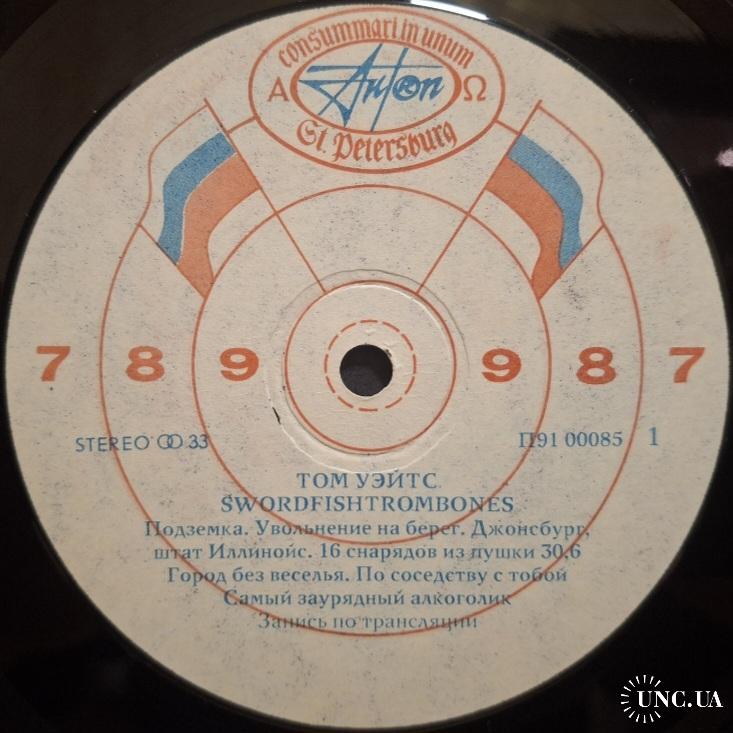 consummari in unum
Α Anton Ω
St. Petersburg
7 8 9 9 8 7
STEREO 33 П91 00085 1
ТОМ УЭЙТС
SWORDFISHTROMBONES
Подземка. Увольнение на берег. Джонсбург,
штат Иллинойс. 16 снарядов из пушки 30.6
Город без веселья. По соседству с тобой
Самый заурядный алкоголик
Запись по трансляции
UNC.UA